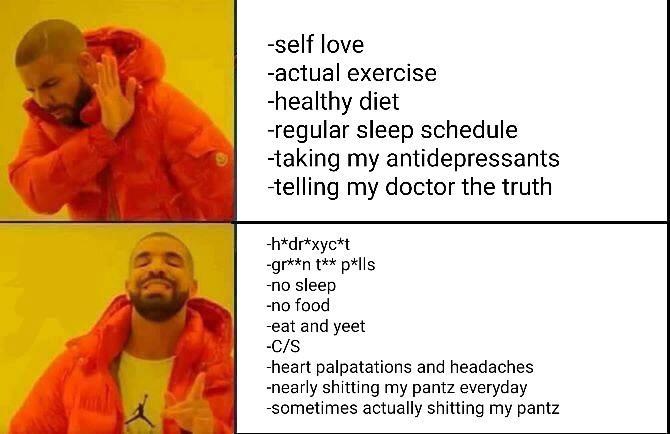 -self love
-actual exercise
-healthy diet
-regular sleep schedule
-taking my antidepressants
-telling my doctor the truth
-h*dr*xyc*t
-gr**n t** p*lls
-no sleep
-no food
-eat and yeet
-C/S
-heart palpatations and headaches
-nearly shitting my pantz everyday
-sometimes actually shitting my pantz